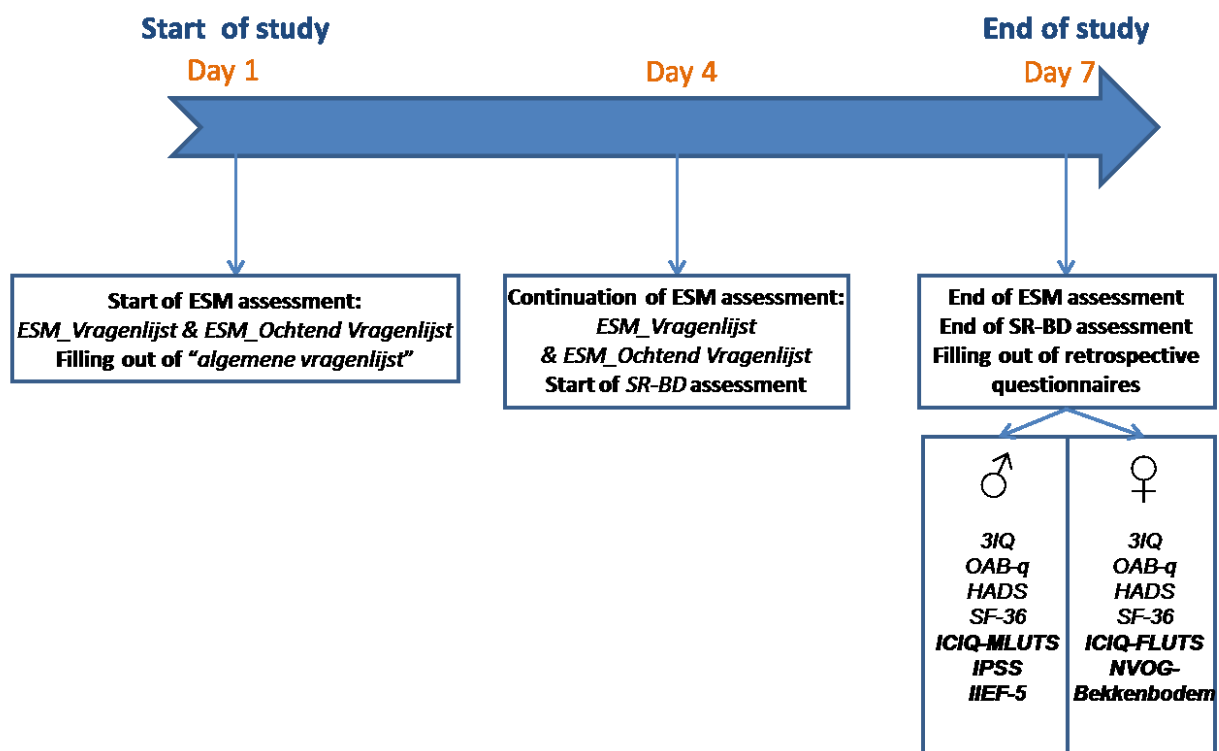 Start of study
End of study
Day 1
Day 4
Day 7
Start of ESM assessment:
ESM_Vragenlijst & ESM_Ochtend Vragenlijst
Filling out of "algemene vragenlijst"
Continuation of ESM assessment:
ESM_Vragenlijst
& ESM_Ochtend Vragenlijst
Start of SR-BD assessment
End of ESM assessment
End of SR-BD assessment
Filling out of retrospective
questionnaires
♂
3IQ
OAB-q
HADS
SF-36
ICIQ-MLUTS
IPSS
IIEF-5
♀
3IQ
OAB-q
HADS
SF-36
ICIQ-FLUTS
NVOG-
Bekkenbodem